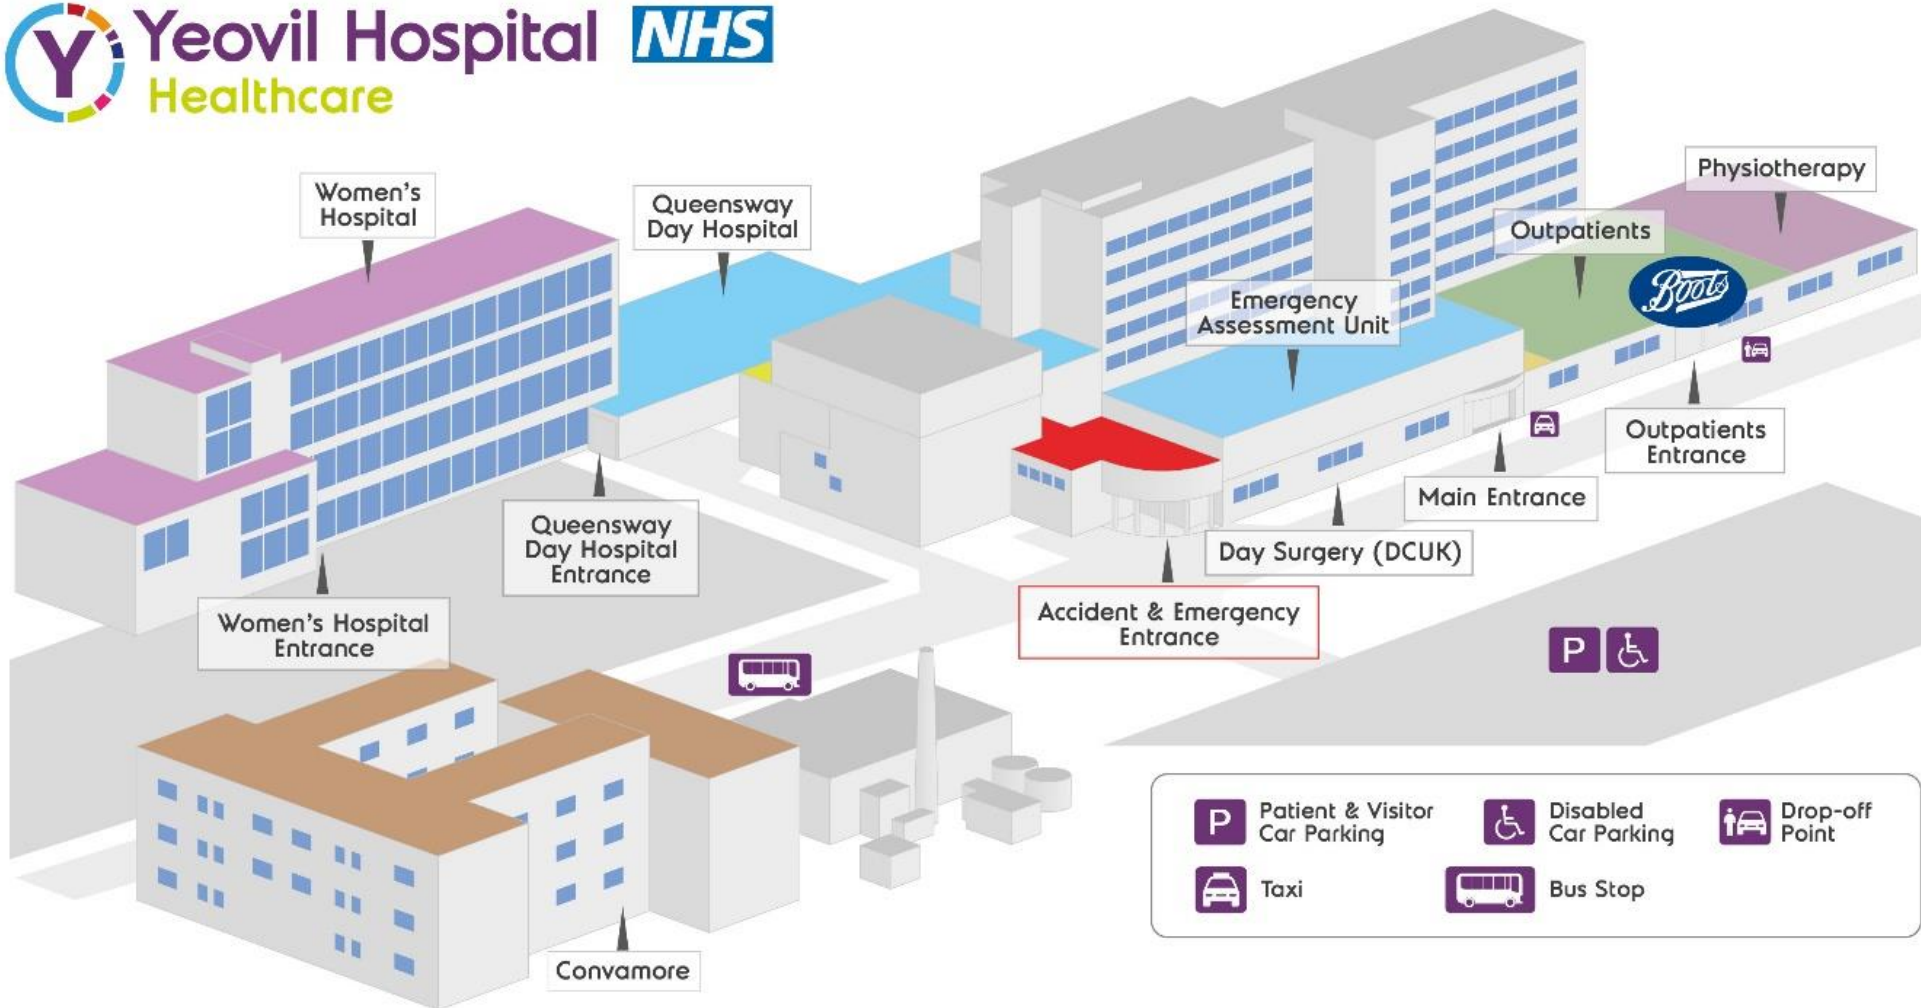 Y Yeovil Hospital NHS
Healthcare
Women's
Hospital
Queensway
Day Hospital
Physiotherapy
Outpatients
Boots
Emergency
Assessment Unit
Outpatients
Entrance
Main Entrance
Day Surgery (DCUK)
Queensway
Day Hospital
Entrance
Accident & Emergency
Entrance
Women's Hospital
Entrance
P
Convamore
P Patient & Visitor
Car Parking
Disabled
Car Parking
Drop-off
Point
Taxi
Bus Stop